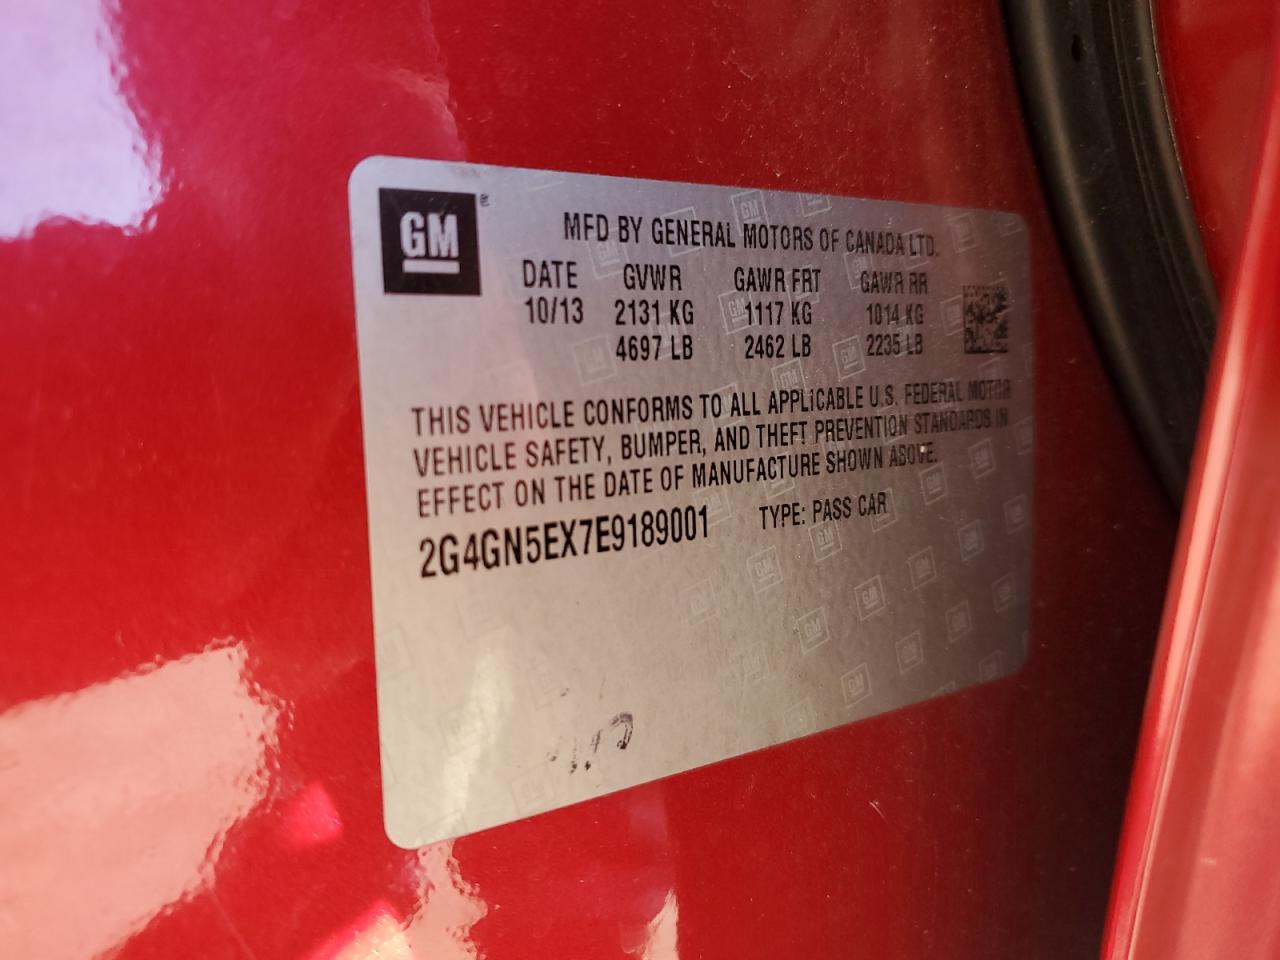 GM
MFD BY GENERAL MOTORS OF CANADA LTD.
DATE GVWR GAWR FRT GAWR RR
10/13 2131 KG 1117 KG 1014 KG
4697 LB 2462 LB 2235 LB
THIS VEHICLE CONFORMS TO ALL APPLICABLE U.S. FEDERAL MOTOR
VEHICLE SAFETY, BUMPER, AND THEFT PREVENTION STANDARDS IN
EFFECT ON THE DATE OF MANUFACTURE SHOWN ABOVE.
2G4GN5EX7E9189001 TYPE: PASS CAR